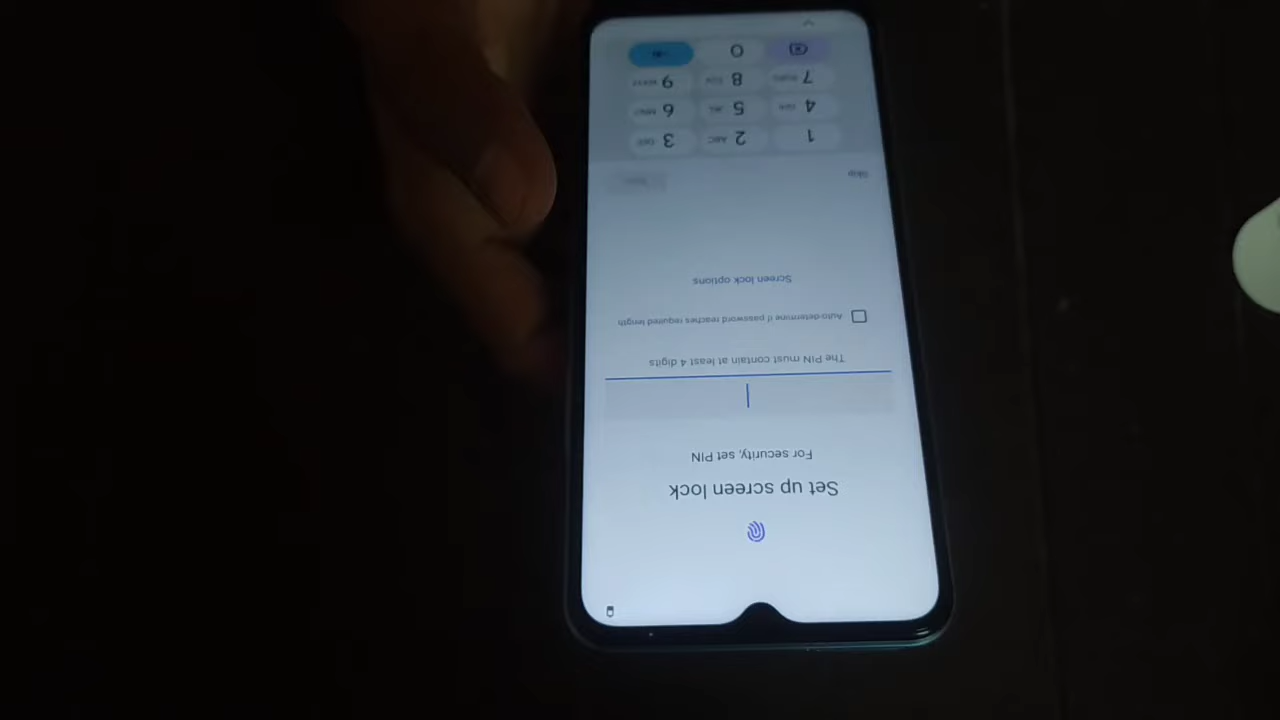 Set up screen lock
For security, set PIN
The PIN must contain at least 4 digits
Auto-determine if password reaches required length
Screen lock options
Skip
1 2 ABC 3 DEF
4 GHI 5 JKL 6 MNO
7 PQRS 8 TUV 9 WXYZ
0